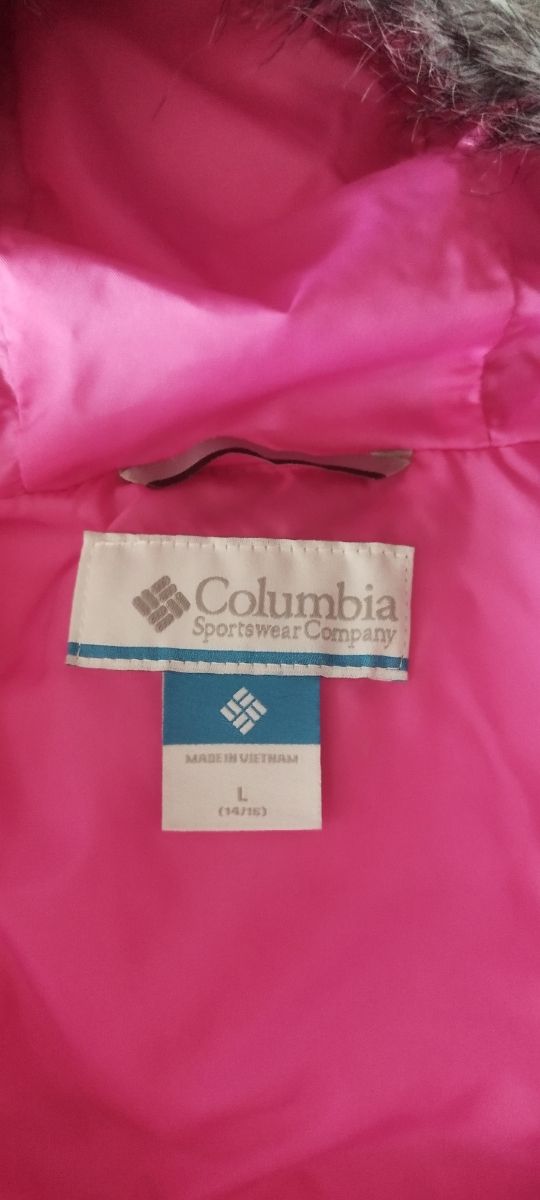 Columbia
Sportswear Company
MADE IN VIETNAM
L
(14/16)